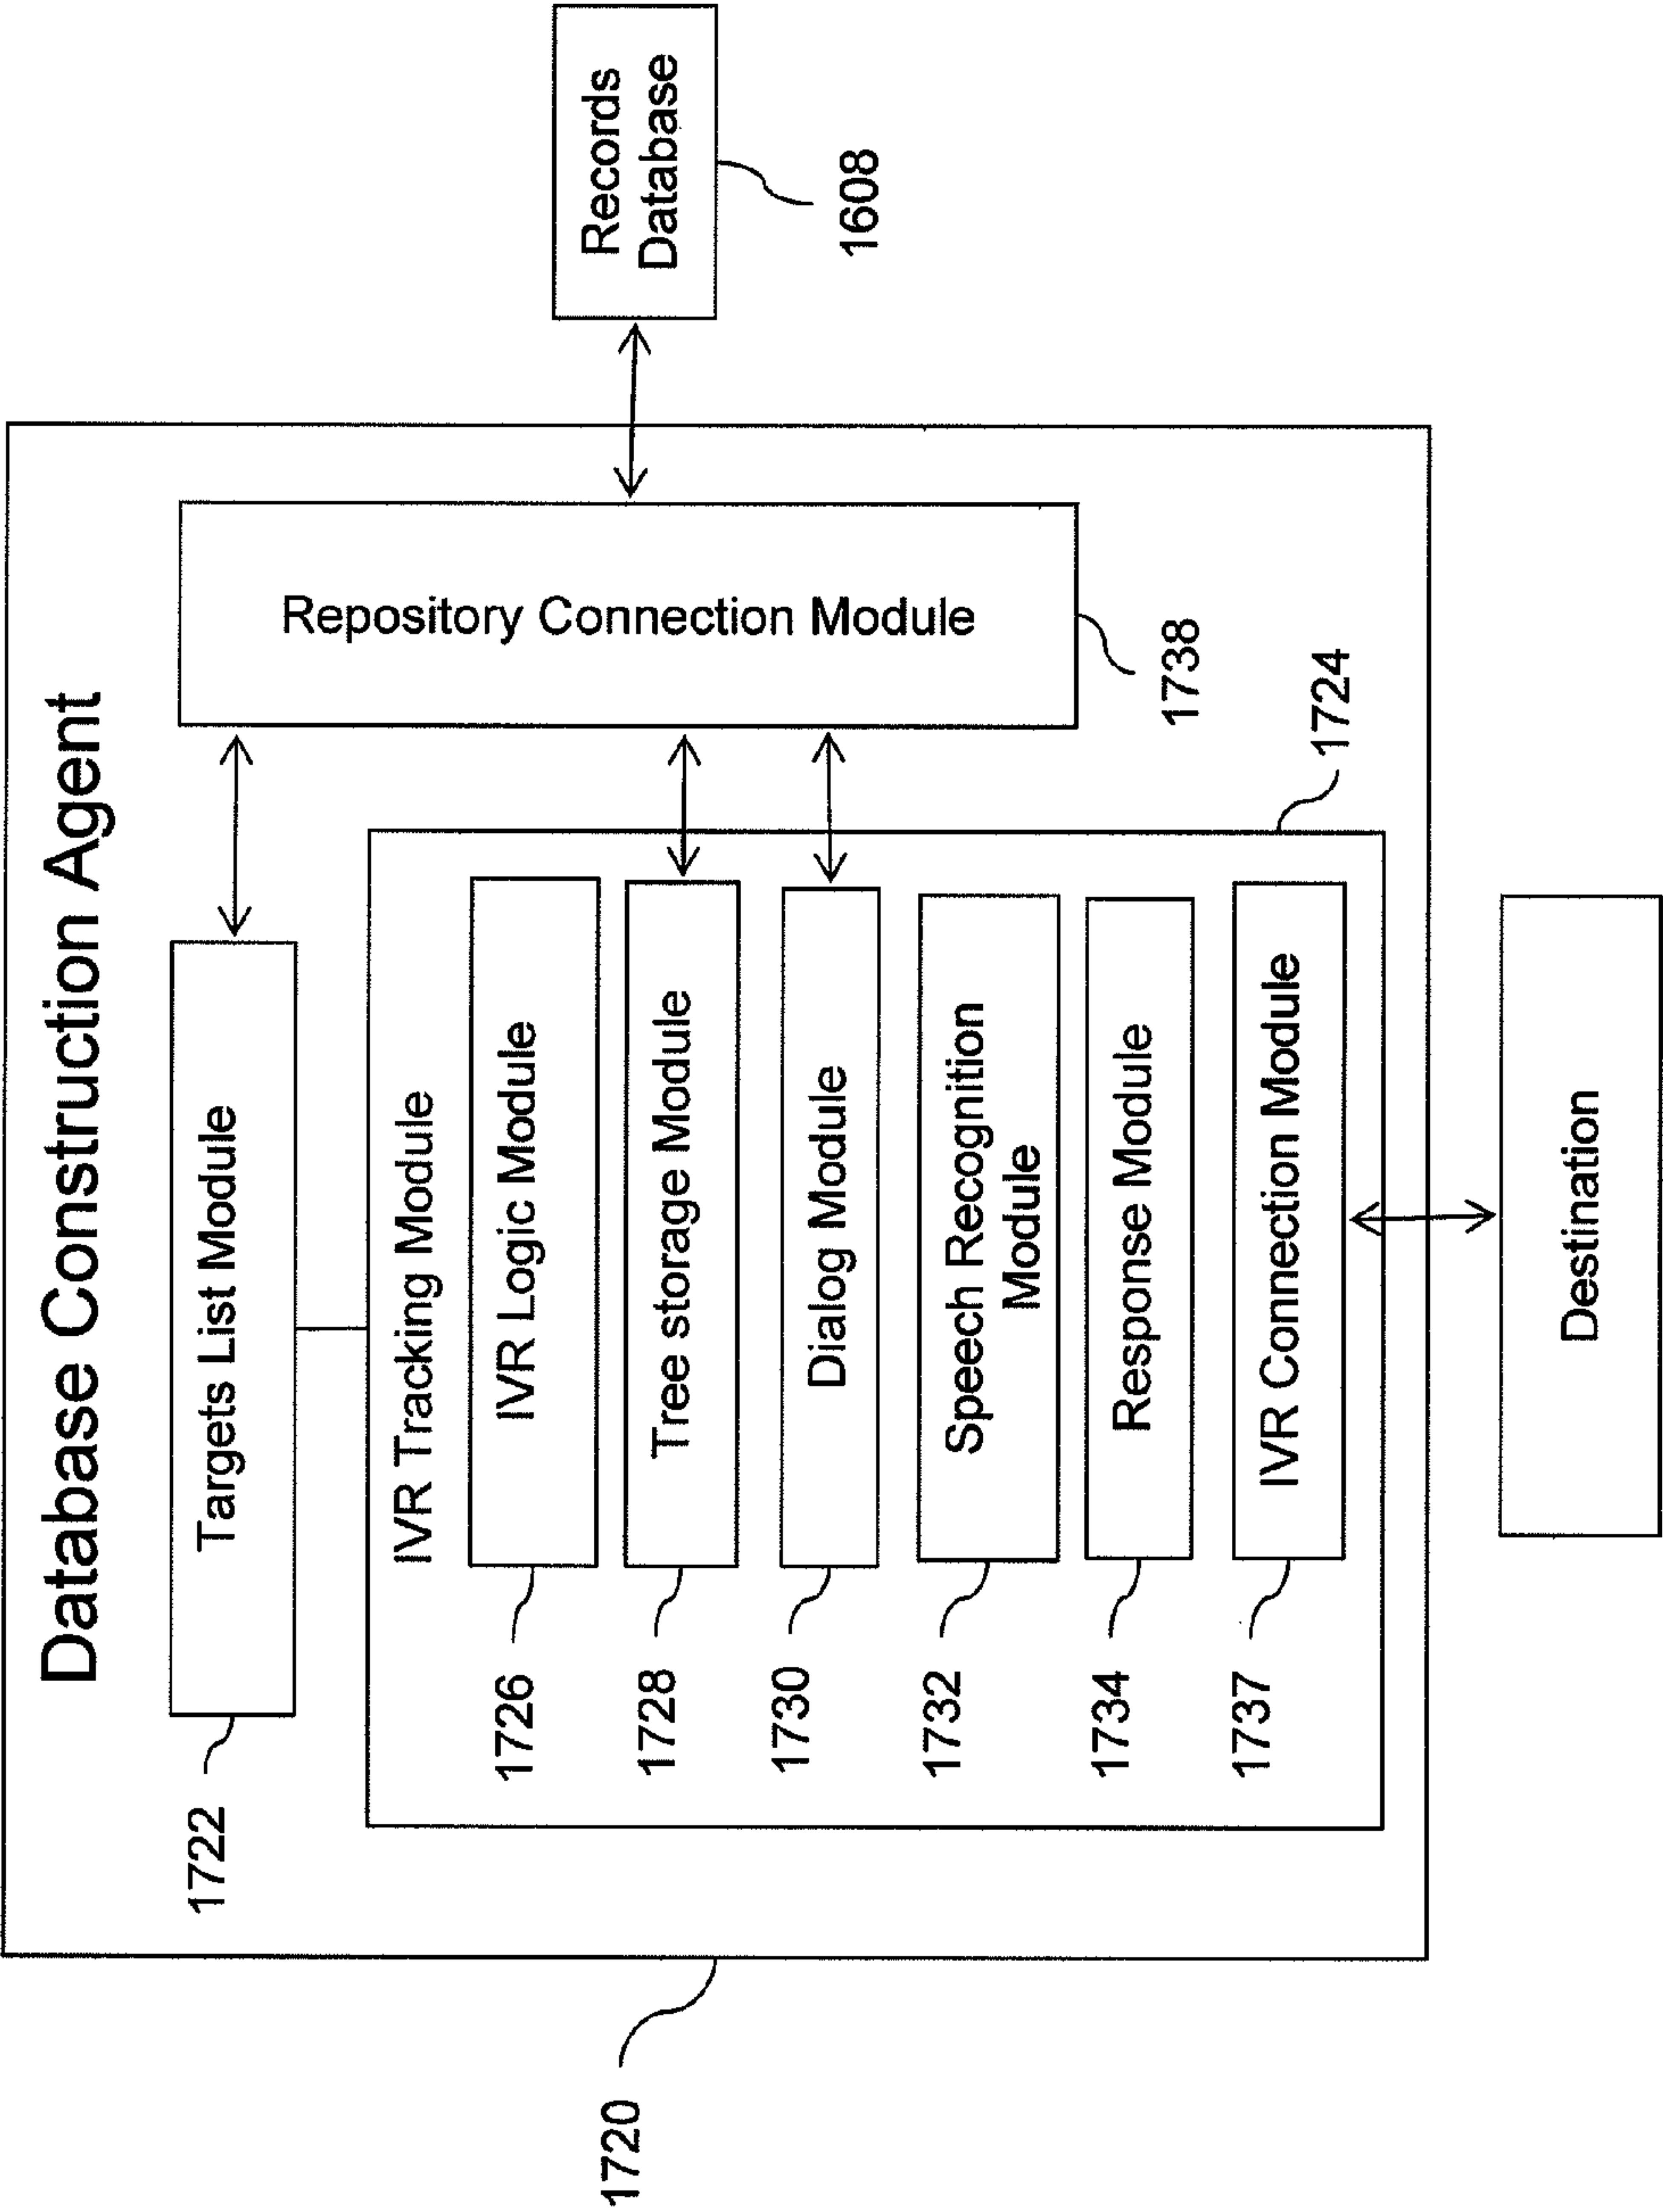 Database Construction Agent
1722
Targets List Module
IVR Tracking Module
1726
IVR Logic Module
1728
Tree storage Module
1730
Dialog Module
1732
Speech Recognition
Module
1734
Response Module
1737
IVR Connection Module
1724
Repository Connection Module
1738
Records
Database
1608
1720
Destination